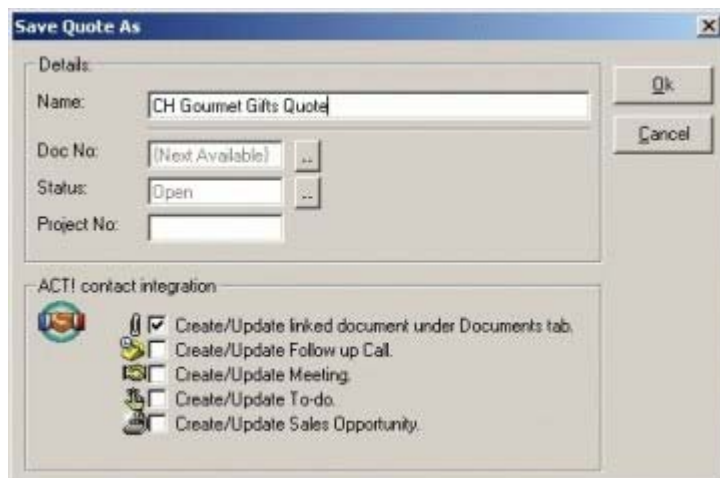 Save Quote As
Details:
Name:
CH Gourmet Gifts Quote
Doc No:
(Next Available)
..
Status:
Open
..
Project No:
Ok
Cancel
ACT! contact integration
Create/Update linked document under Documents tab.
Create/Update Follow up Call.
Create/Update Meeting.
Create/Update To-do.
Create/Update Sales Opportunity.